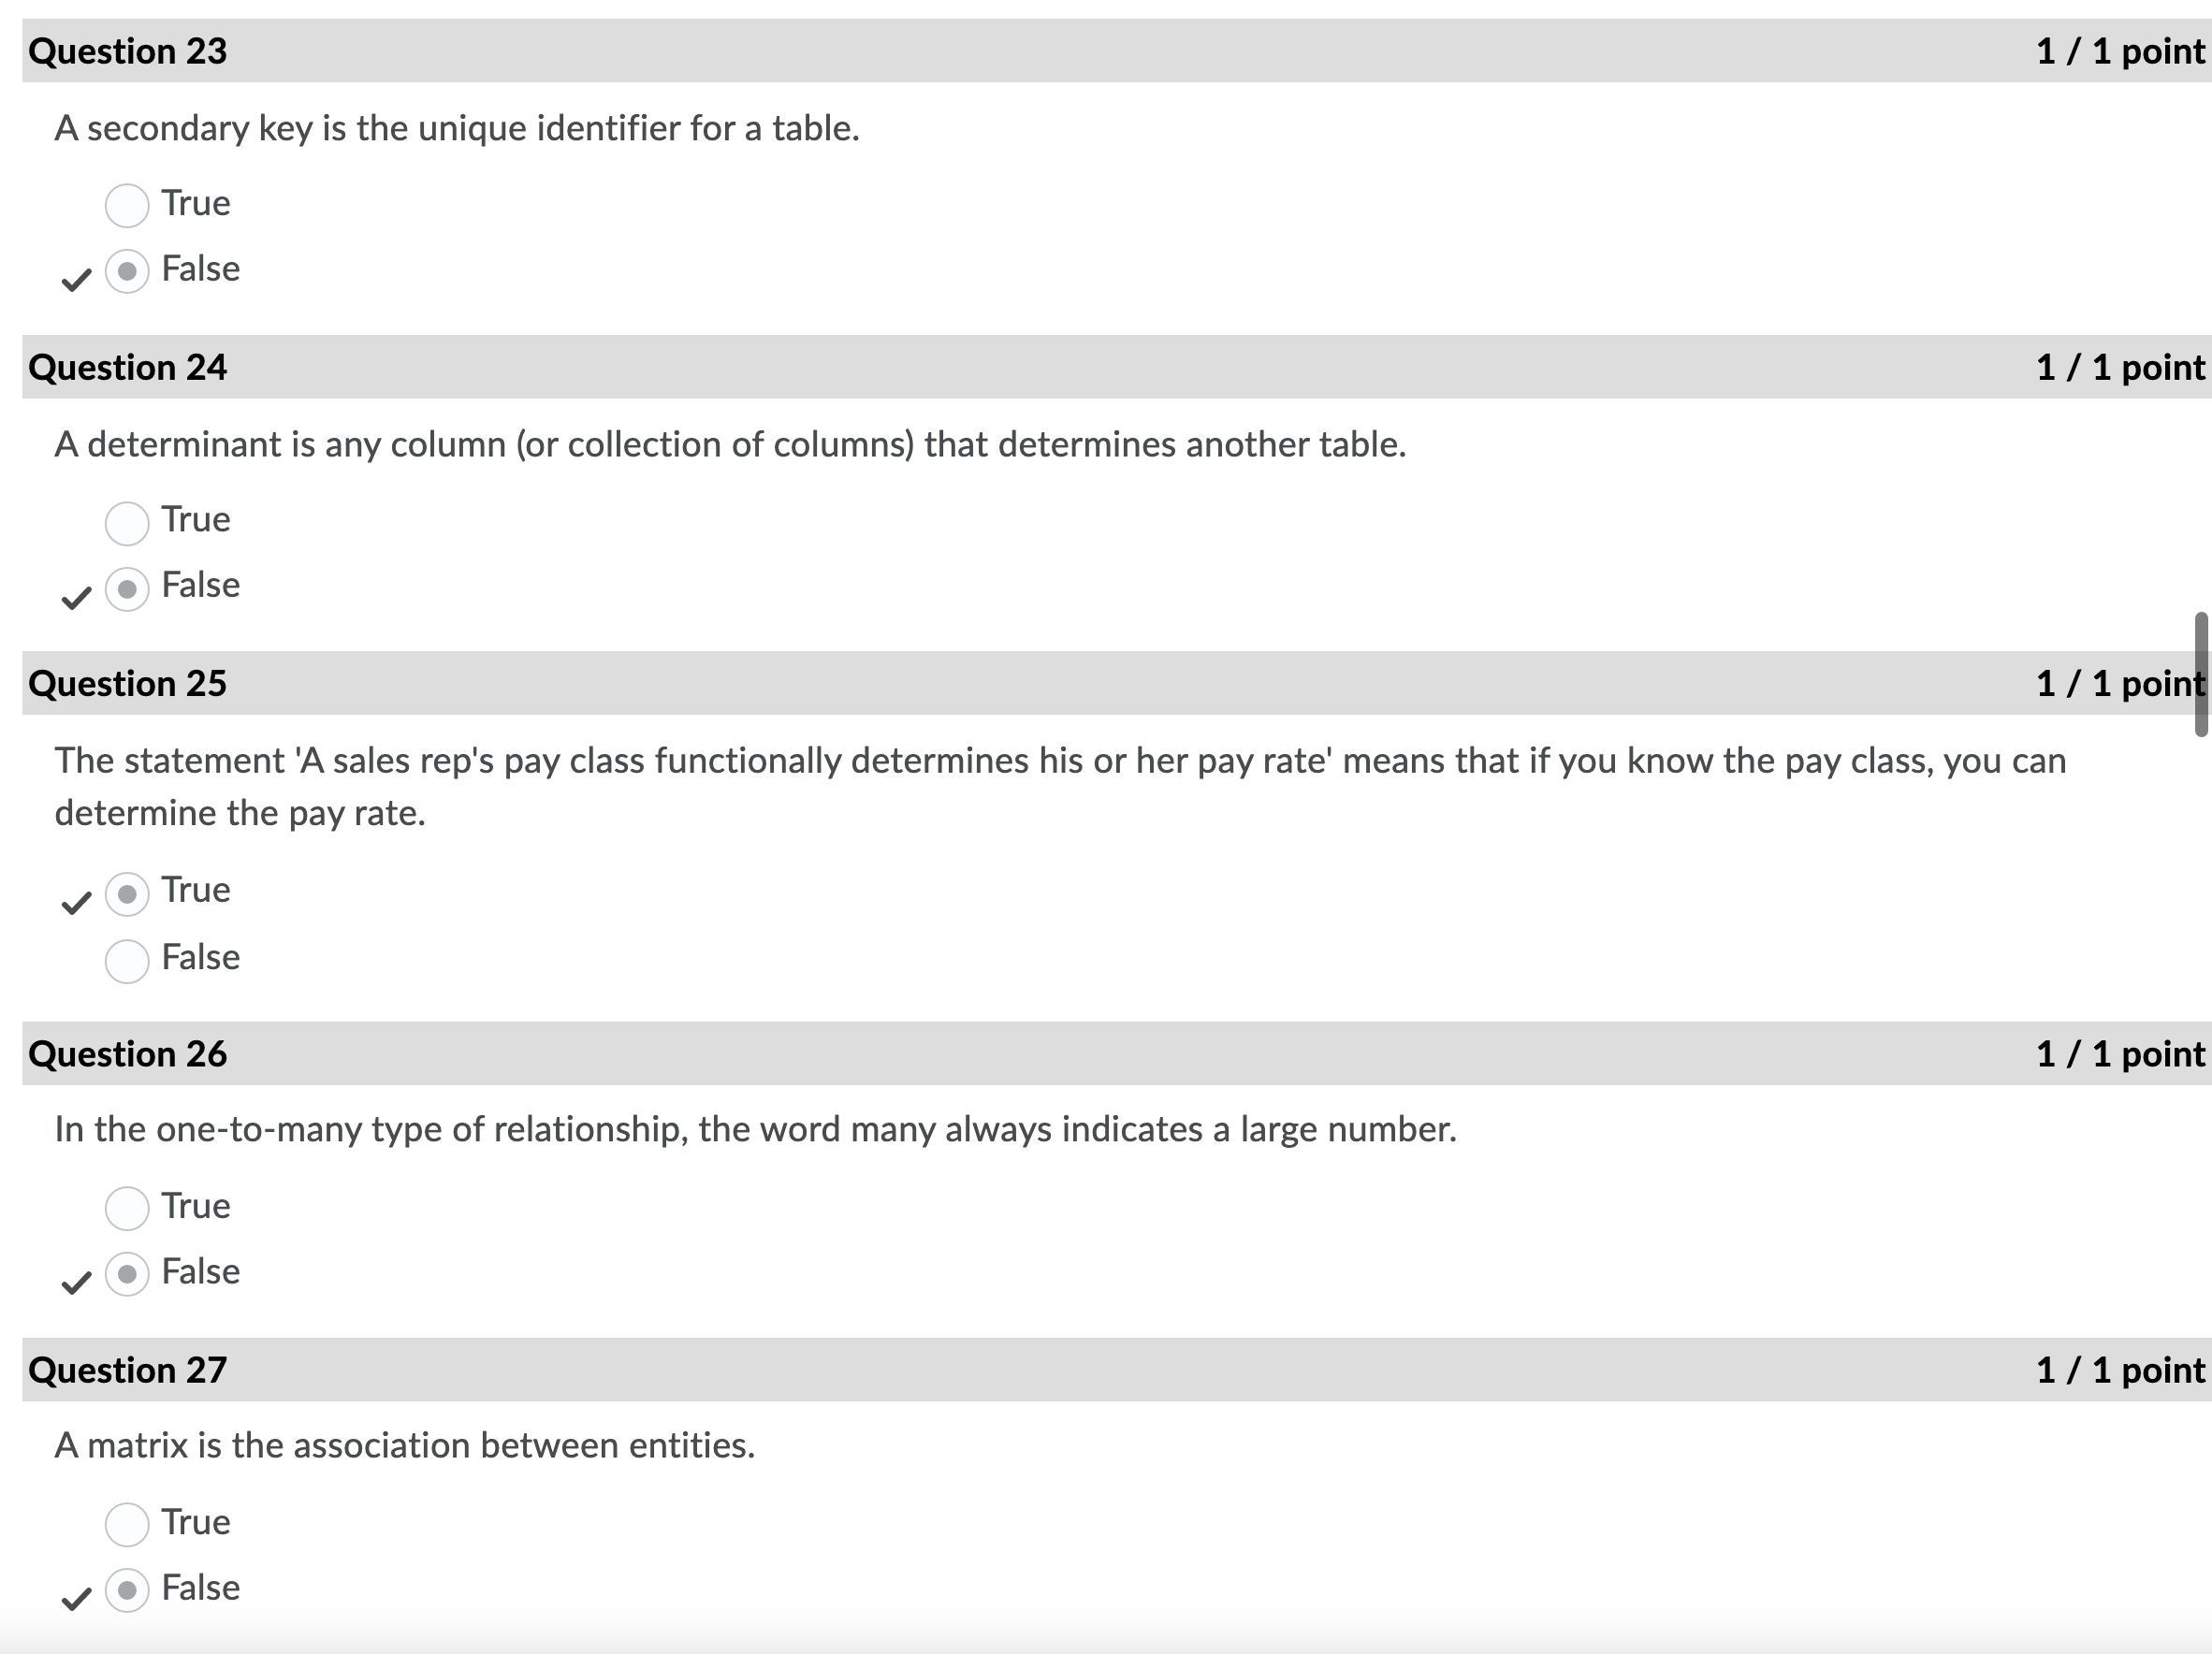 Question 23 1 / 1 point
A secondary key is the unique identifier for a table.
True
False
Question 24 1 / 1 point
A determinant is any column (or collection of columns) that determines another table.
True
False
Question 25 1 / 1 point
The statement 'A sales rep's pay class functionally determines his or her pay rate' means that if you know the pay class, you can
determine the pay rate.
True
False
Question 26 1 / 1 point
In the one-to-many type of relationship, the word many always indicates a large number.
True
False
Question 27 1 / 1 point
A matrix is the association between entities.
True
False